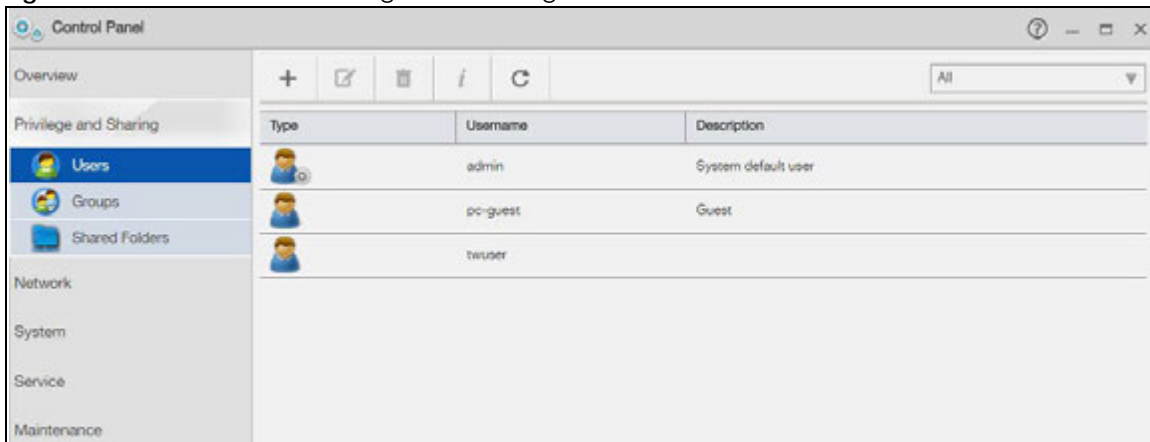 Control Panel
Overview
All
Privilege and Sharing
Type Username Description
Users
admin System default user
Groups
pc-guest Guest
Shared Folders
twuser
Network
System
Service
Maintenance